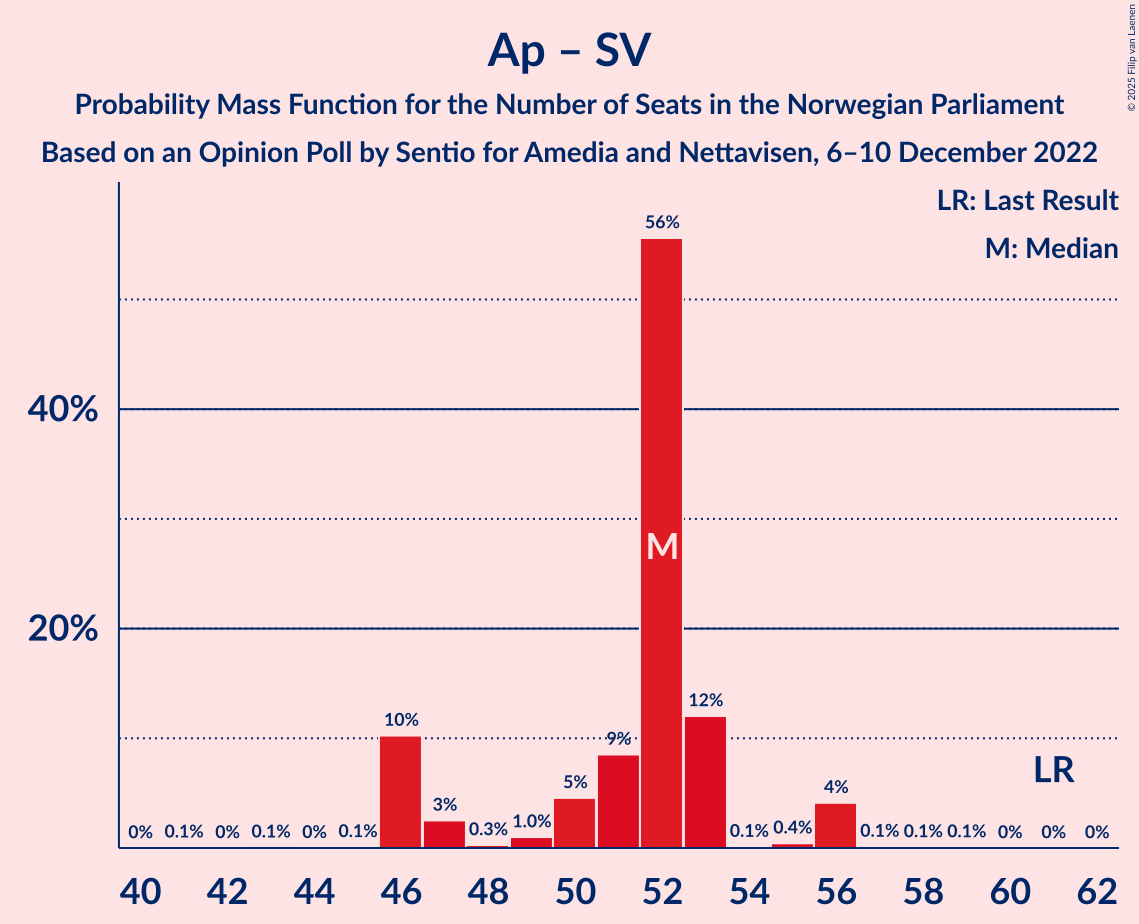 Ap – SV
Probability Mass Function for the Number of Seats in the Norwegian Parliament
Based on an Opinion Poll by Sentio for Amedia and Nettavisen, 6–10 December 2022
© 2025 Filip van Laenen
LR: Last Result
M: Median
56%
40%
M
20%
12%
10%
9%
LR
5%
4%
3%
0% 0.1% 0% 0.1% 0% 0.1% 0.3% 1.0% 0.1% 0.4% 0.1% 0.1% 0.1% 0% 0% 0%
40 42 44 46 48 50 52 54 56 58 60 62